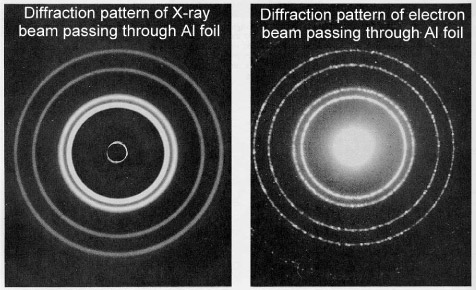 Diffraction pattern of X-ray
beam passing through Al foil
Diffraction pattern of electron
beam passing through Al foil